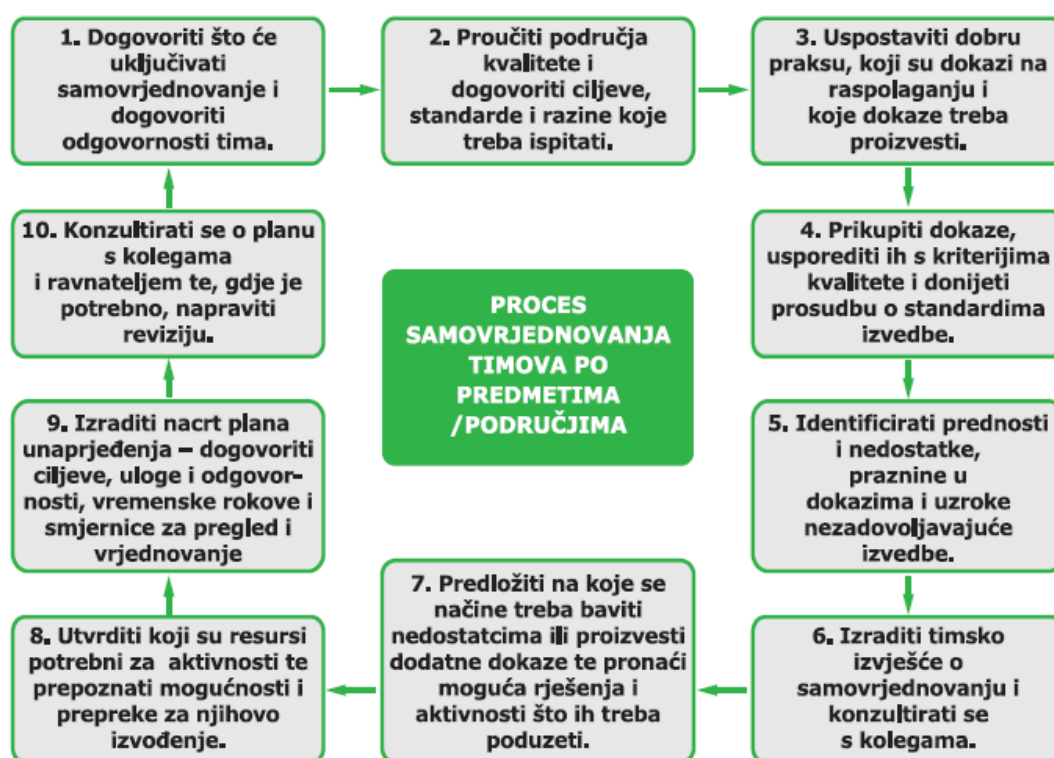 1. Dogovoriti što će
uključivati
samovrjednovanje i
dogovoriti
odgovornosti tima.
2. Proučiti područja
kvalitete i
dogovoriti ciljeve,
standarde i razine koje
treba ispitati.
3. Uspostaviti dobru
praksu, koji su dokazi na
raspolaganju i
koje dokaze treba
proizvesti.
4. Prikupiti dokaze,
usporediti ih s kriterijima
kvalitete i donijeti
prosudbu o standardima
izvedbe.
5. Identificirati prednosti
i nedostatke,
praznine u
dokazima i uzroke
nezadovoljavajuće
izvedbe.
6. Izraditi timsko
izvješće o
samovrjednovanju i
konzultirati se
s kolegama.
7. Predložiti na koje se
načine treba baviti
nedostatcima ili proizvesti
dodatne dokaze te pronaći
moguća rješenja i
aktivnosti što ih treba
poduzeti.
8. Utvrditi koji su resursi
potrebni za aktivnosti te
prepoznati mogućnosti i
prepreke za njihovo
izvođenje.
9. Izraditi nacrt plana
unaprjeđenja – dogovoriti
ciljeve, uloge i odgovor-
nosti, vremenske rokove i
smjernice za pregled i
vrjednovanje
10. Konzultirati se o planu
s kolegama
i ravnateljem te, gdje je
potrebno, napraviti
reviziju.
PROCES
SAMOVRJEDNOVANJA
TIMOVA PO
PREDMETIMA
/PODRUČJIMA